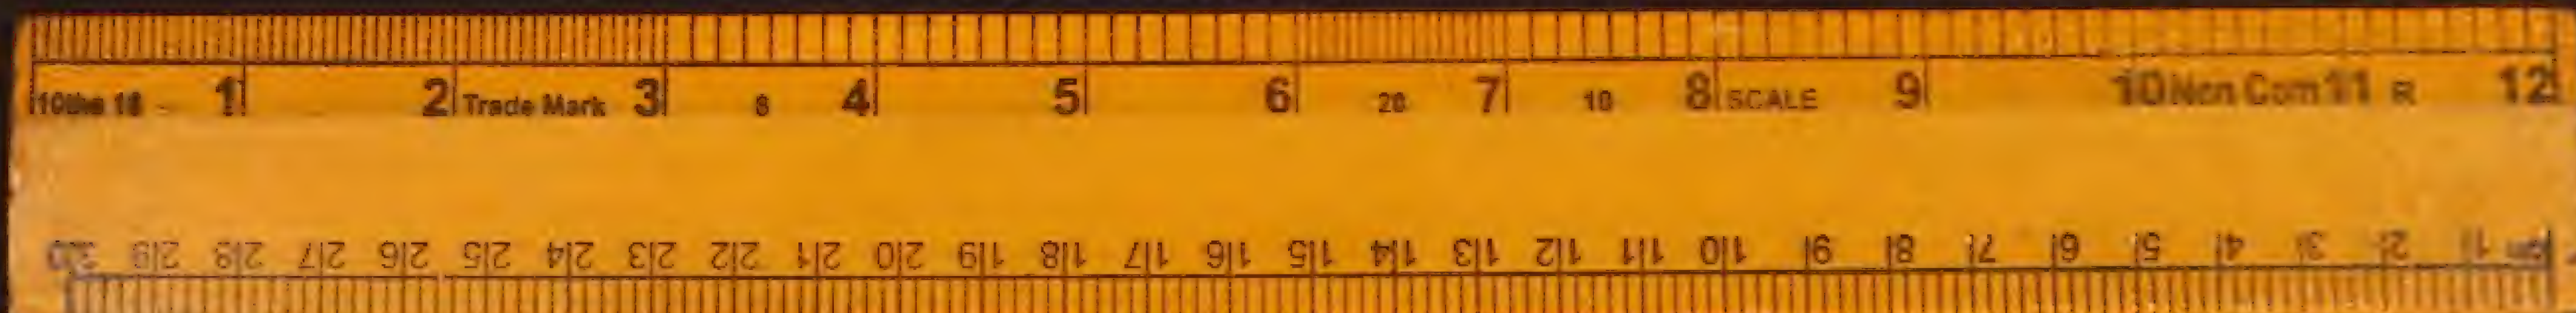 10ths 16 1 2 Trade Mark 3 8 4 5 6 20 7 10 8 SCALE 9 10 Non Com 11 R 12
30 29 28 27 26 25 24 23 22 21 20 19 18 17 16 15 14 13 12 11 10 9 8 7 6 5 4 3 2 1 cm